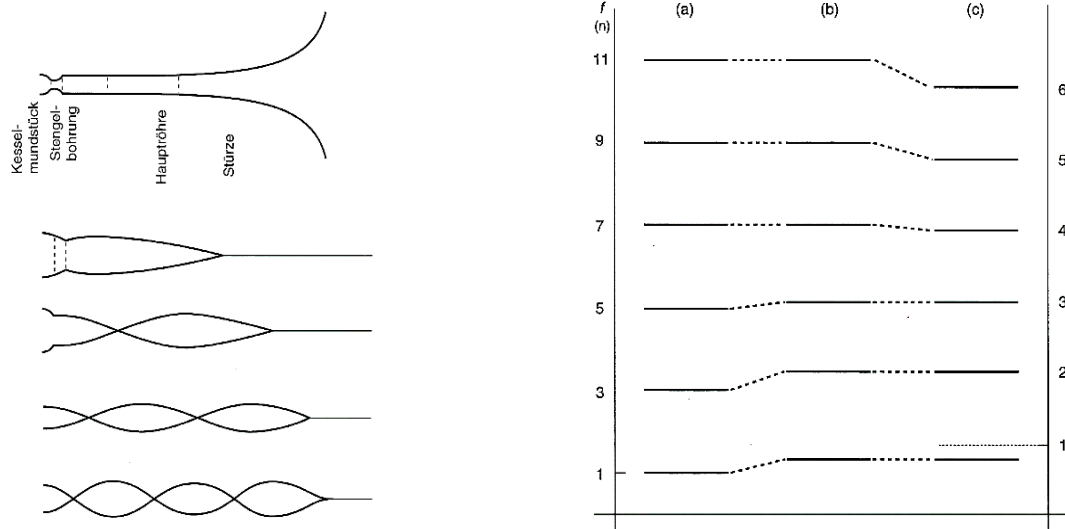 Kessel-
mundstück
Stengel-
bohrung
Hauptröhre
Stürze
f
(n)
(a)
(b)
(c)
11
9
7
5
3
1
6
5
4
3
2
1